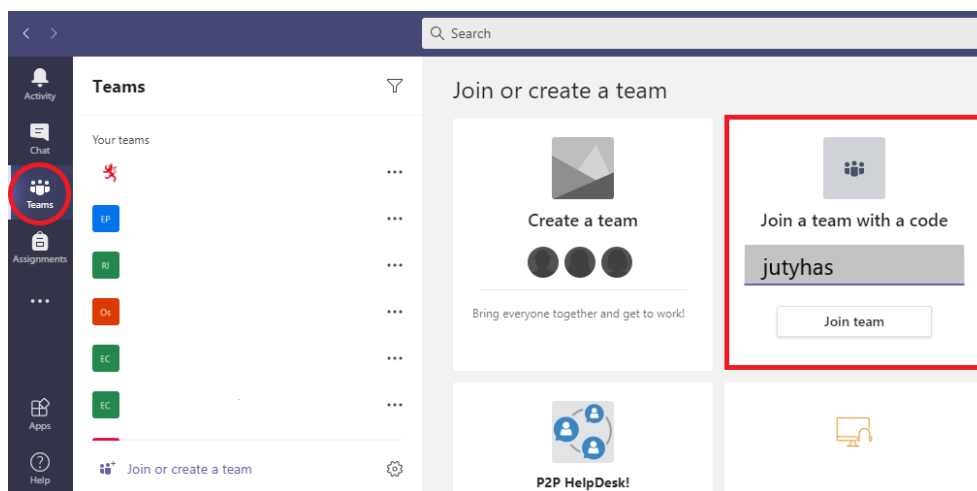 Search
Activity
Chat
Teams
Assignments
Apps
Help
Teams
Your teams
EP
RI
Os
EC
EC
Join or create a team
Join or create a team
Create a team
Bring everyone together and get to work!
Join a team with a code
jutyhas
Join team
P2P HelpDesk!